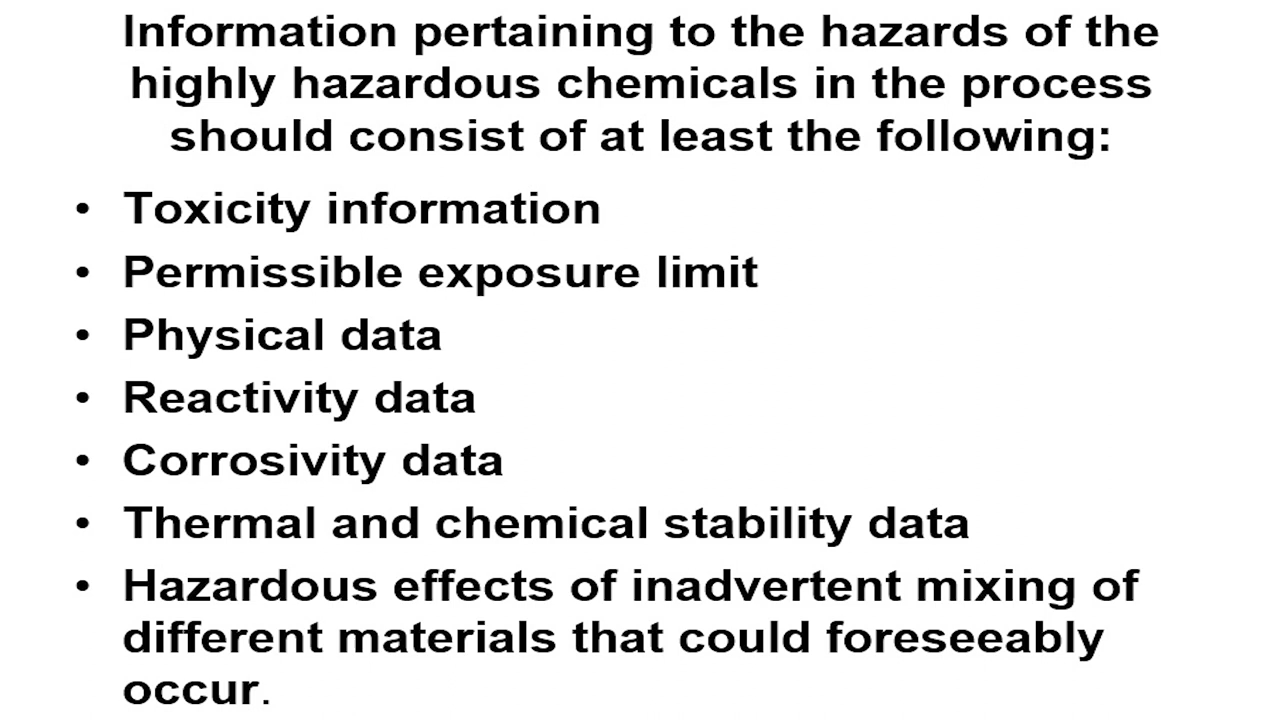 Information pertaining to the hazards of the
highly hazardous chemicals in the process
should consist of at least the following:
• Toxicity information
• Permissible exposure limit
• Physical data
• Reactivity data
• Corrosivity data
• Thermal and chemical stability data
• Hazardous effects of inadvertent mixing of
different materials that could foreseeably
occur.